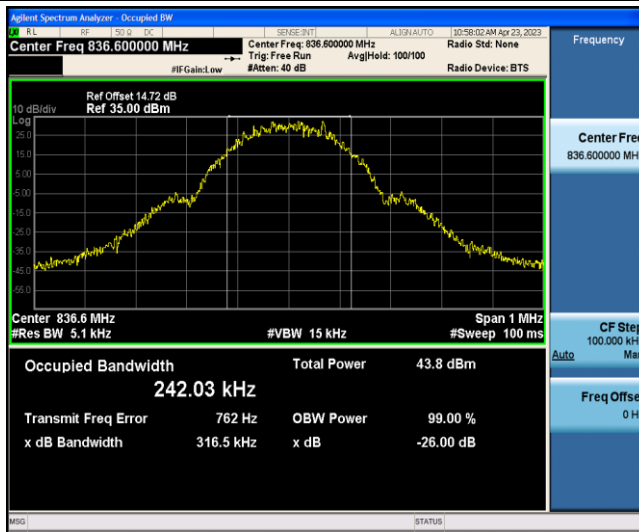 Agilent Spectrum Analyzer - Occupied BW
RL RF 50 Ω DC SENSE:INT ALIGN AUTO 10:58:02 AM Apr 23, 2023
Center Freq 836.600000 MHz Center Freq: 836.600000 MHz Radio Std: None
Trig: Free Run Avg|Hold: 100/100
#IFGain:Low #Atten: 40 dB Radio Device: BTS
Frequency
Ref Offset 14.72 dB
10 dB/div Ref 35.00 dBm
Log
25.0
15.0
5.00
-5.00
-15.0
-25.0
-35.0
-45.0
-55.0
Center 836.6 MHz Span 1 MHz
#Res BW 5.1 kHz #VBW 15 kHz #Sweep 100 ms
Occupied Bandwidth Total Power 43.8 dBm
242.03 kHz
Transmit Freq Error 762 Hz OBW Power 99.00 %
x dB Bandwidth 316.5 kHz x dB -26.00 dB
Center Fre
836.600000 MH
CF Ste
100.000 kH
Auto Ma
Freq Offse
0 H
MSG STATUS